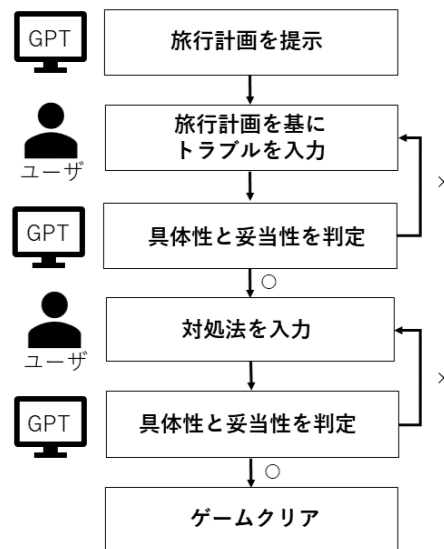 GPT
旅行計画を提示
旅行計画を基に
トラブルを入力
ユーザ
×
GPT
具体性と妥当性を判定
○
対処法を入力
ユーザ
×
GPT
具体性と妥当性を判定
○
ゲームクリア